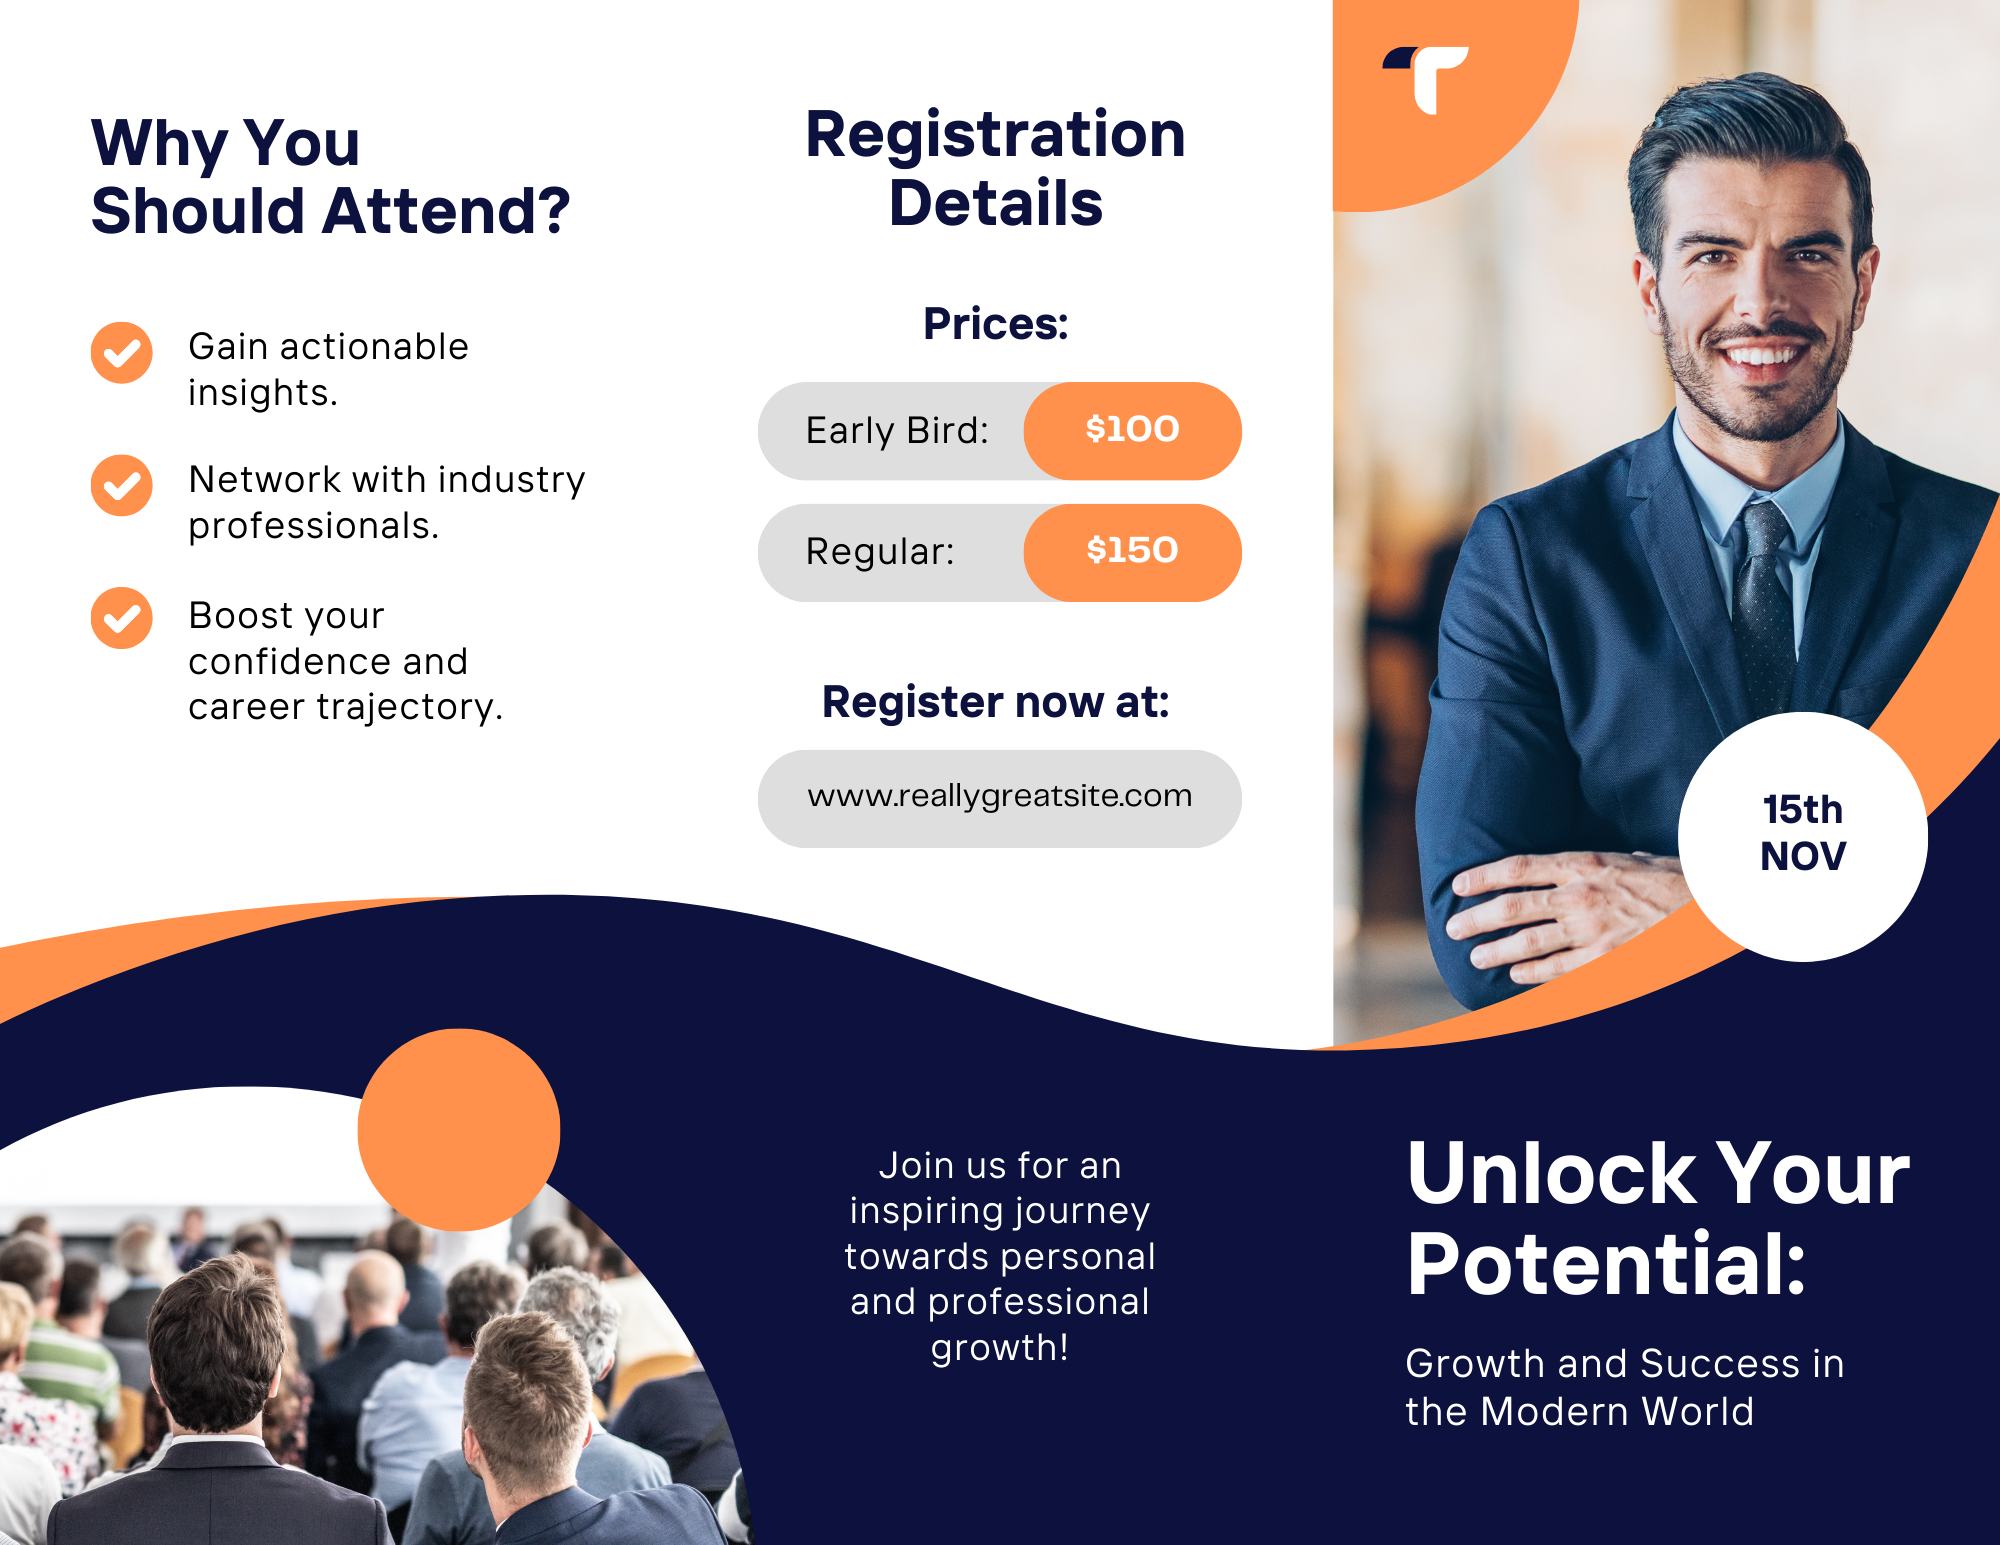 Why You
Should Attend?
Gain actionable
insights.
Network with industry
professionals.
Boost your
confidence and
career trajectory.
Registration
Details
Prices:
Early Bird: $100
Regular: $150
Register now at:
www.reallygreatsite.com
Join us for an
inspiring journey
towards personal
and professional
growth!
15th
NOV
Unlock Your
Potential:
Growth and Success in
the Modern World